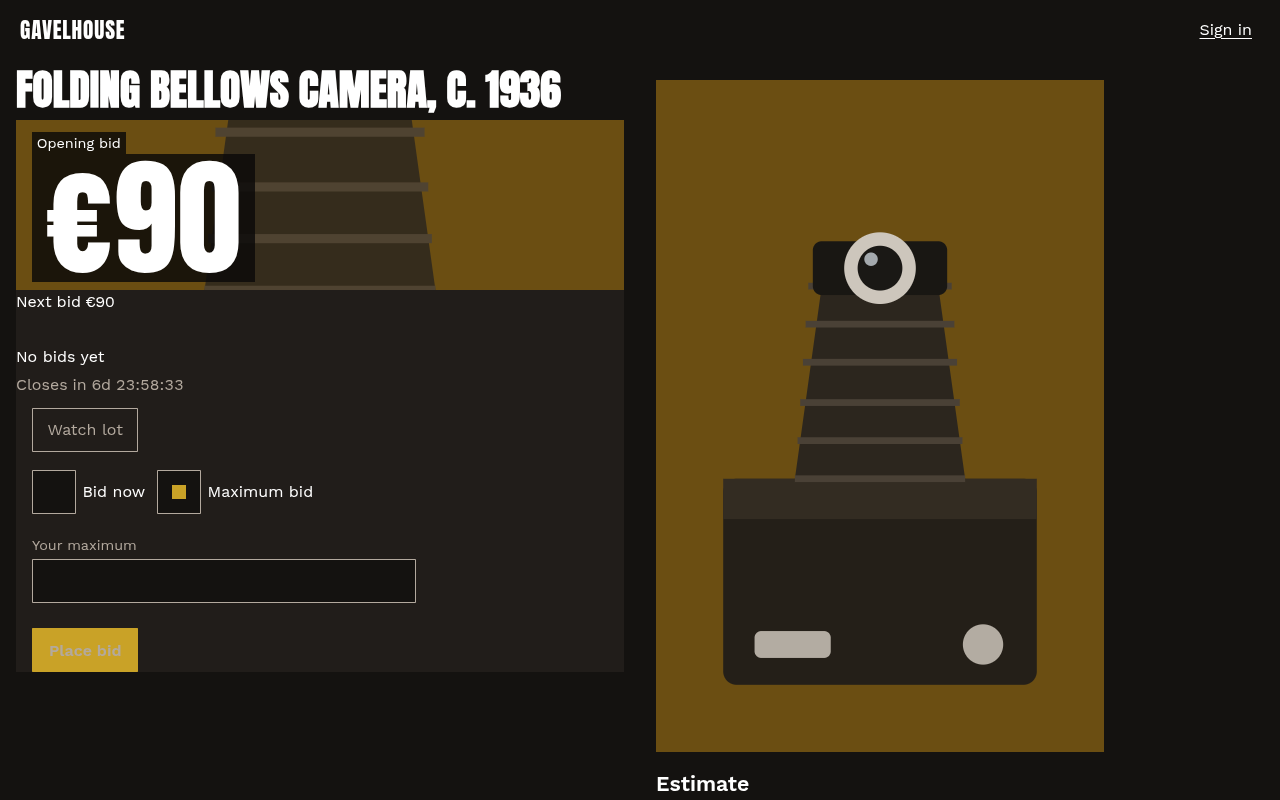 GAVELHOUSE
Sign in
FOLDING BELLOWS CAMERA, C. 1936
Opening bid
€90
Next bid €90
No bids yet
Closes in 6d 23:58:33
Watch lot
Bid now
Maximum bid
Your maximum
Place bid
Estimate